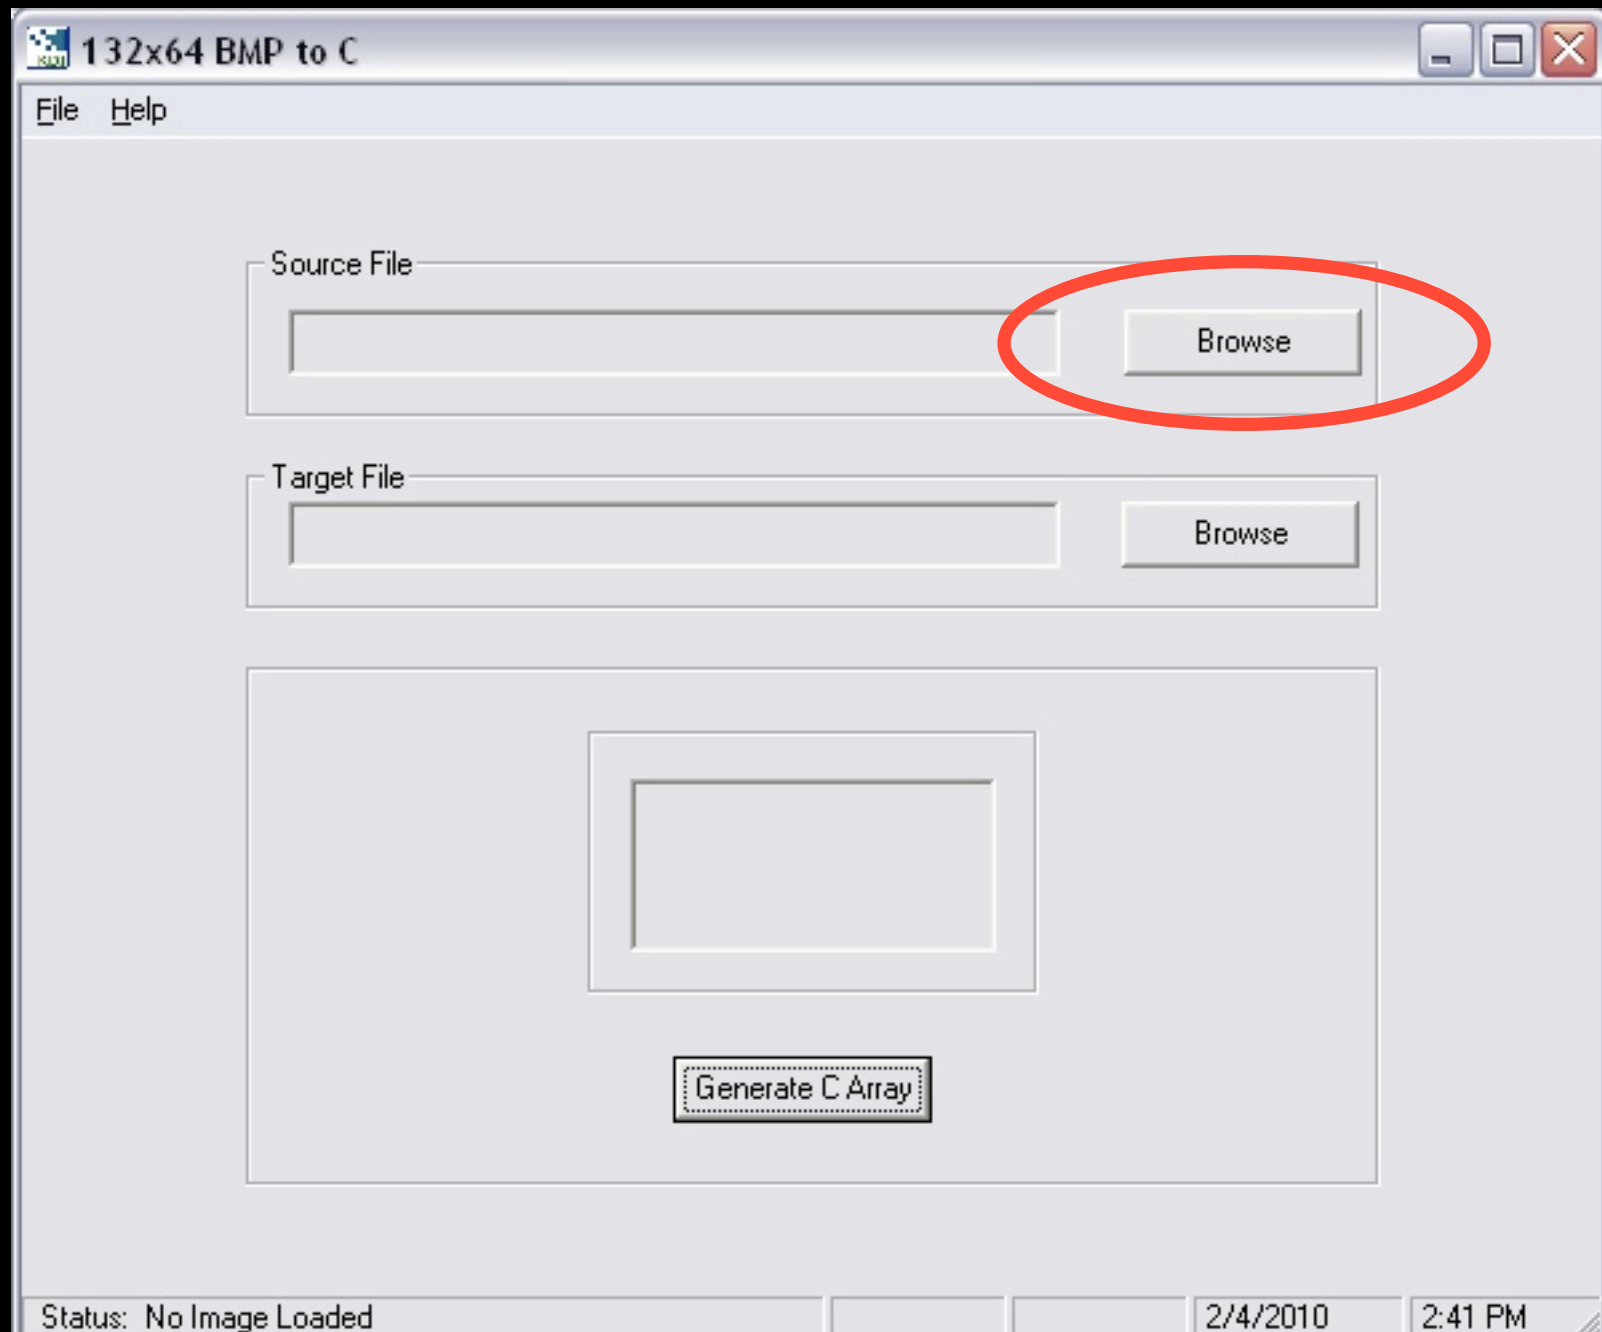 132x64 BMP to C
File Help
Source File
Browse
Target File
Browse
Generate C Array
Status: No Image Loaded 2/4/2010 2:41 PM